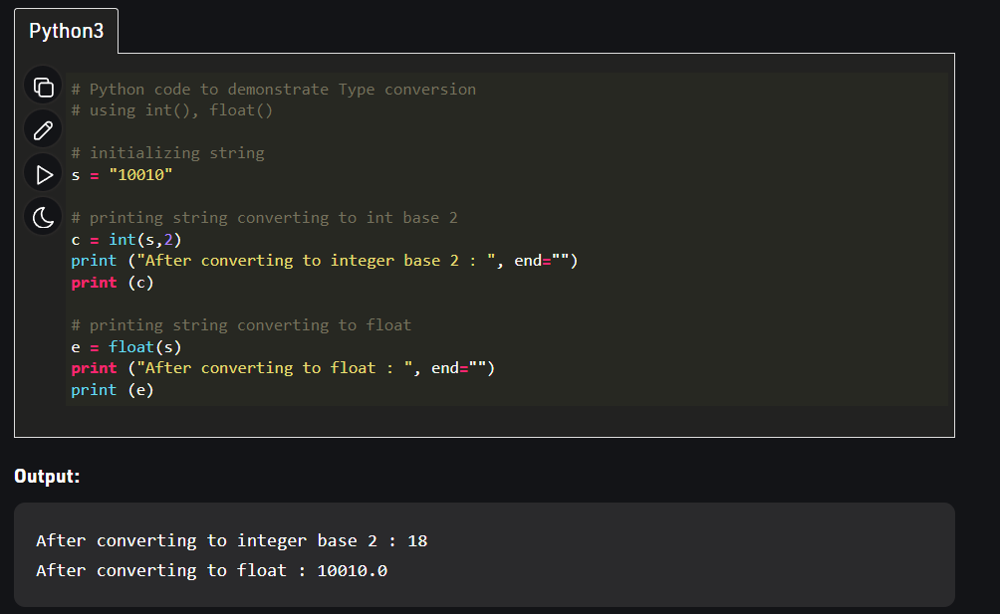 Python3
# Python code to demonstrate Type conversion
# using int(), float()
# initializing string
s = "10010"
# printing string converting to int base 2
c = int(s,2)
print ("After converting to integer base 2 : ", end="")
print (c)
# printing string converting to float
e = float(s)
print ("After converting to float : ", end="")
print (e)
Output:
After converting to integer base 2 : 18
After converting to float : 10010.0